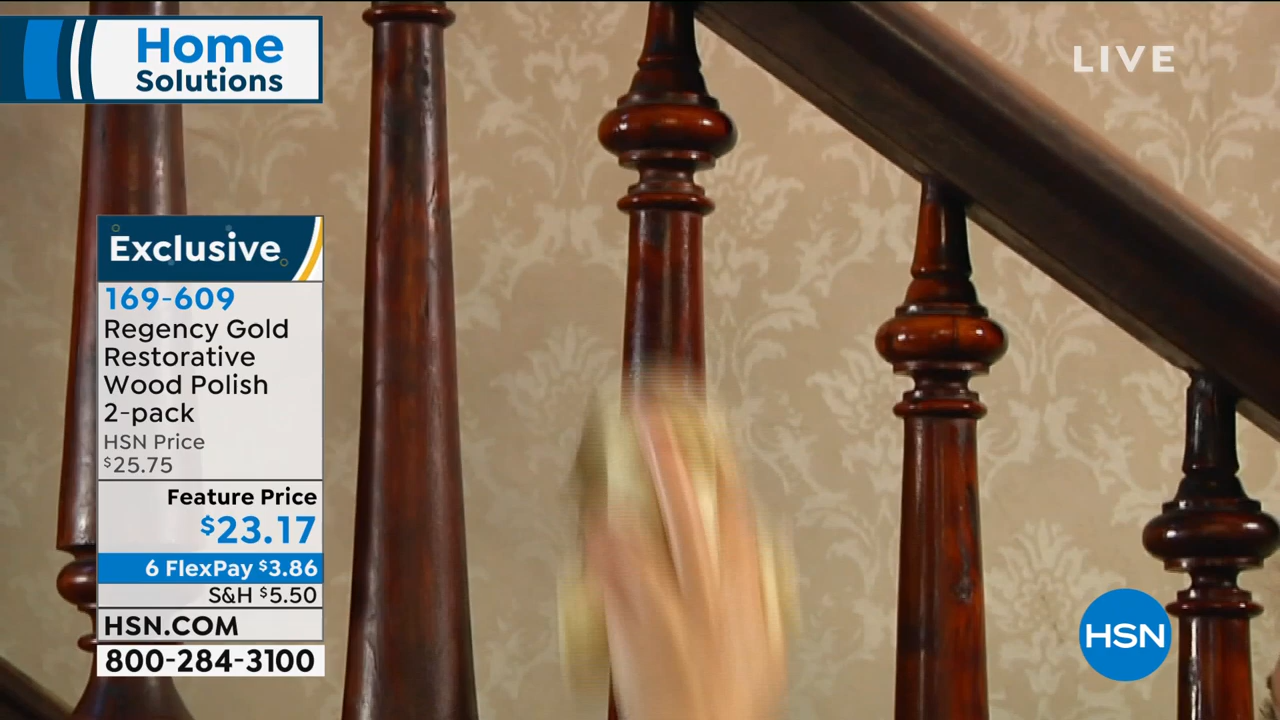 Home
Solutions
LIVE
Exclusive
169-609
Regency Gold
Restorative
Wood Polish
2-pack
HSN Price
$25.75
Feature Price
$23.17
6 FlexPay $3.86
S&H $5.50
HSN.COM
800-284-3100
HSN